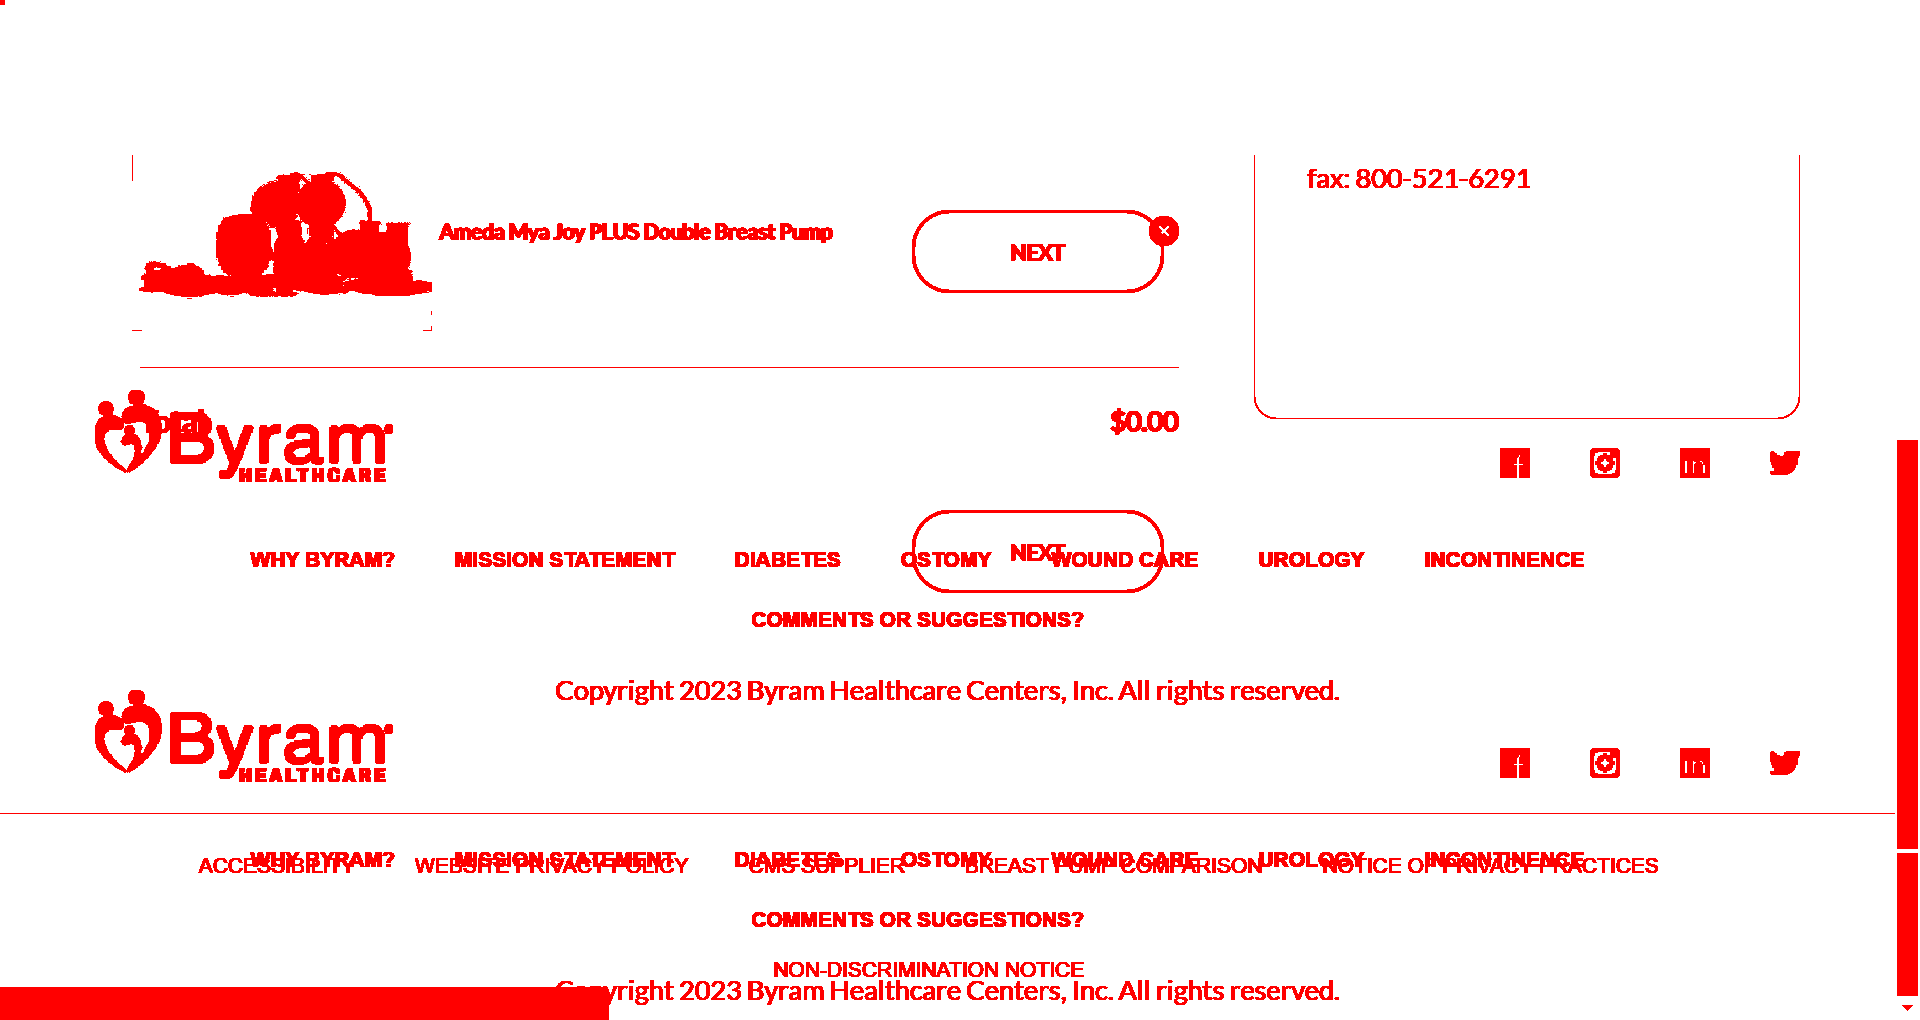 fax: 800-521-6291
Ameda Mya Joy PLUS Double Breast Pump
NEXT
Total:
$0.00
Byram
HEALTHCARE
NEXT
WHY BYRAM? MISSION STATEMENT DIABETES OSTOMY WOUND CARE UROLOGY INCONTINENCE
COMMENTS OR SUGGESTIONS?
Copyright 2023 Byram Healthcare Centers, Inc. All rights reserved.
Byram
HEALTHCARE
WHY BYRAM? MISSION STATEMENT DIABETES OSTOMY WOUND CARE UROLOGY INCONTINENCE
ACCESSIBILITY WEBSITE PRIVACY POLICY CMS SUPPLIER BREAST PUMP COMPARISON NOTICE OF PRIVACY PRACTICES
COMMENTS OR SUGGESTIONS?
NON-DISCRIMINATION NOTICE
Copyright 2023 Byram Healthcare Centers, Inc. All rights reserved.